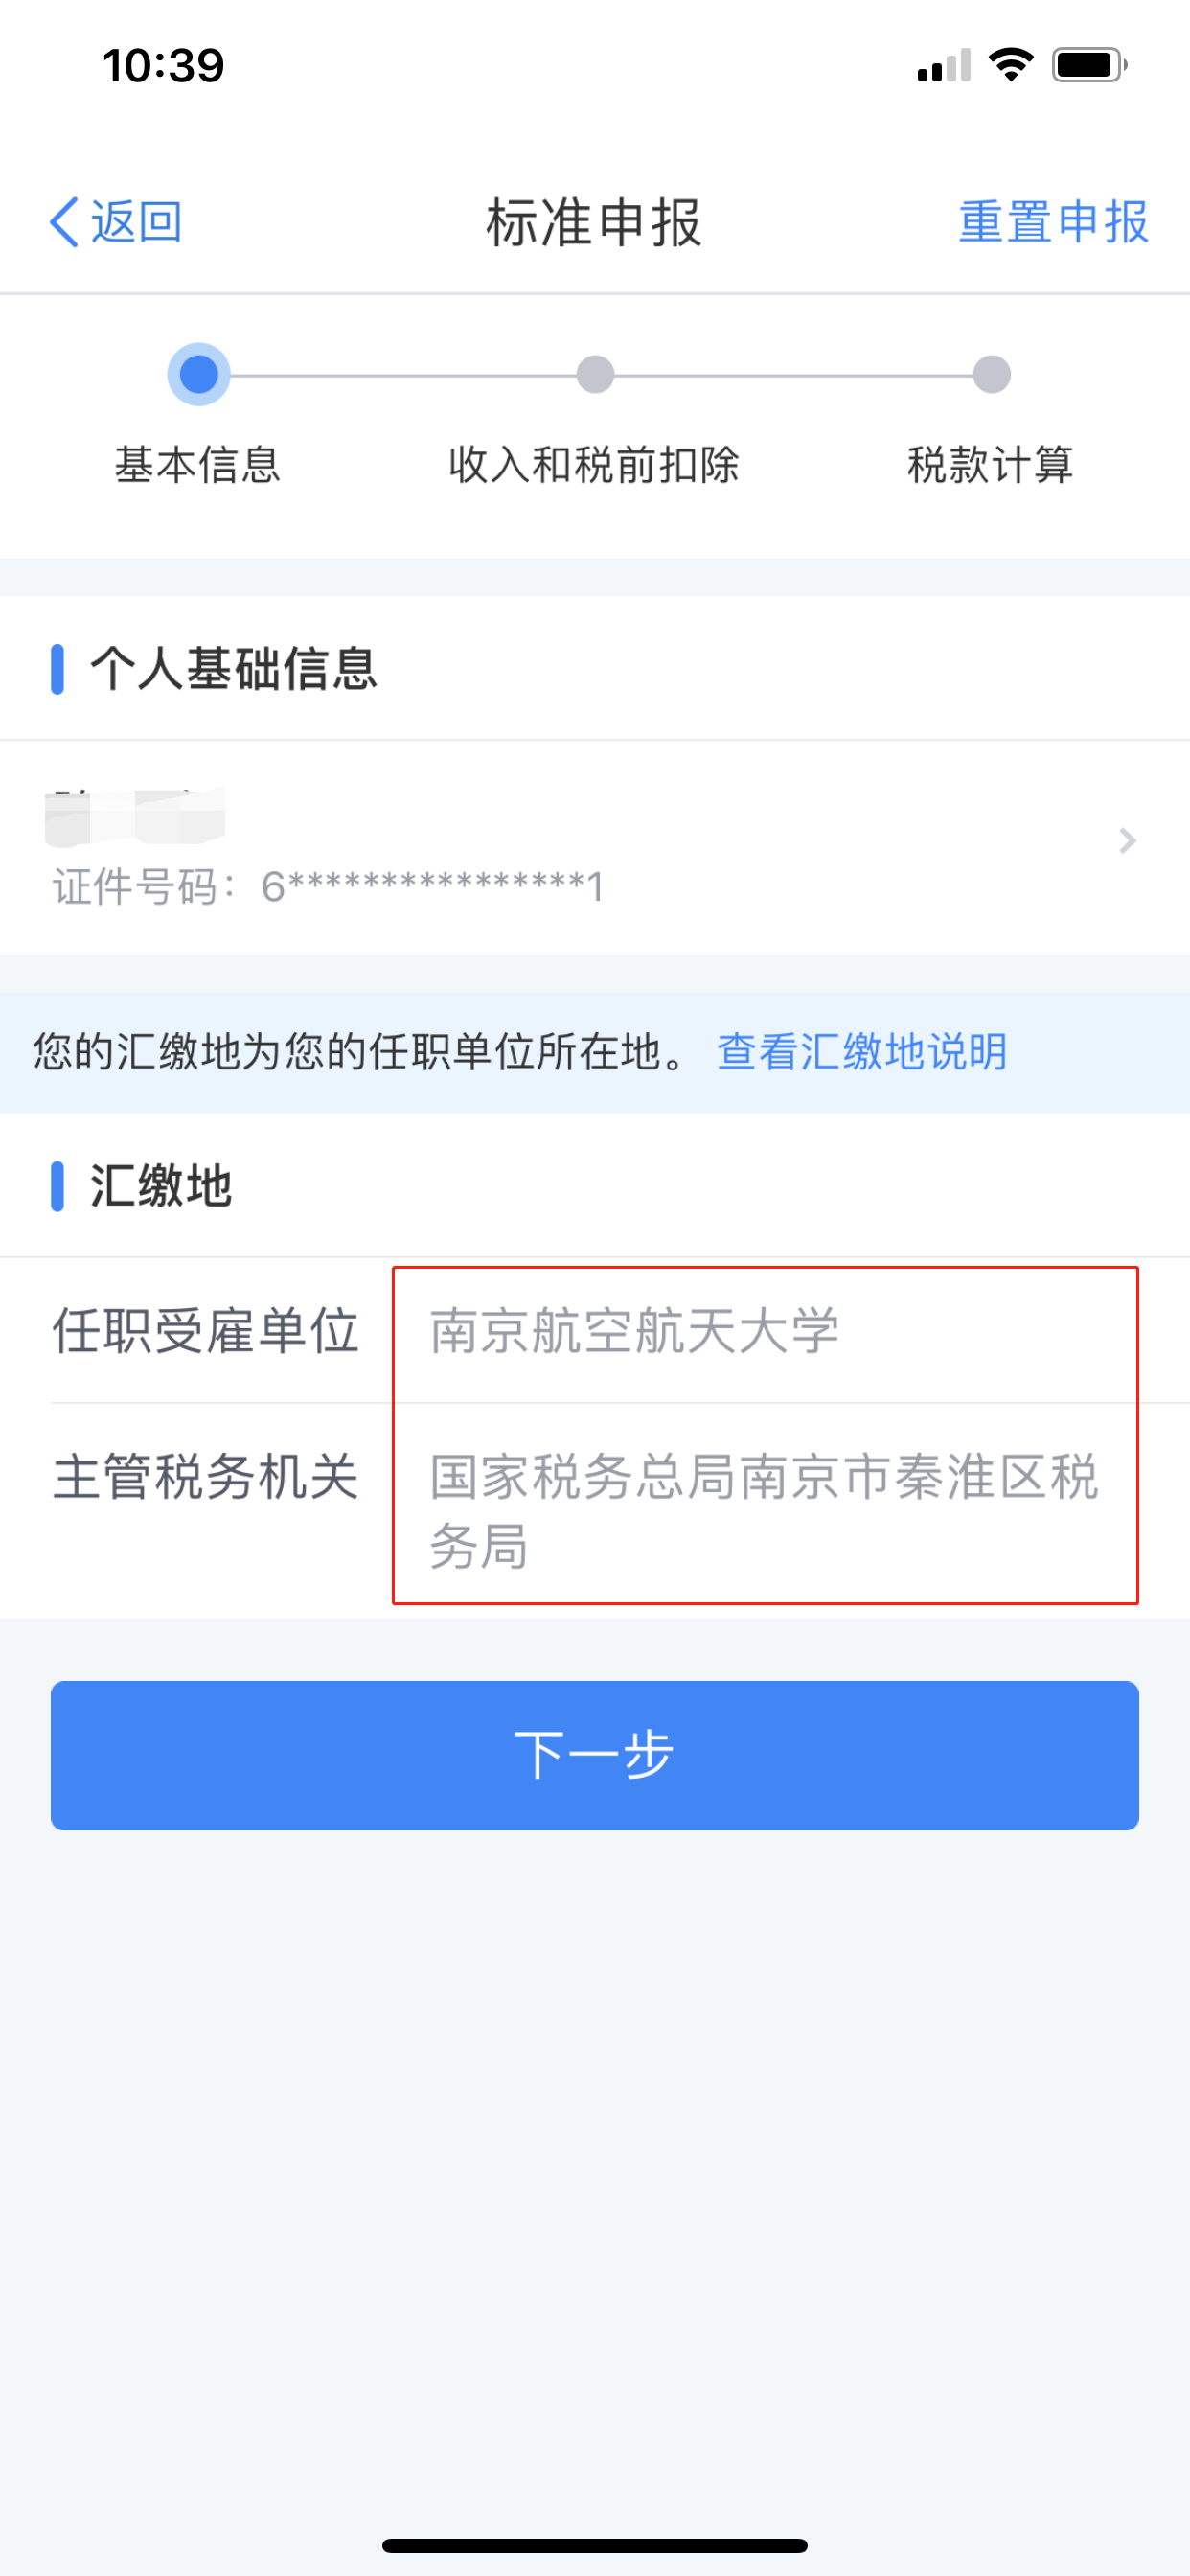 10:39
返回
标准申报
重置申报
基本信息
收入和税前扣除
税款计算
个人基础信息
证件号码：6****************1
您的汇缴地为您的任职单位所在地。 查看汇缴地说明
汇缴地
任职受雇单位 南京航空航天大学
主管税务机关 国家税务总局南京市秦淮区税
务局
下一步